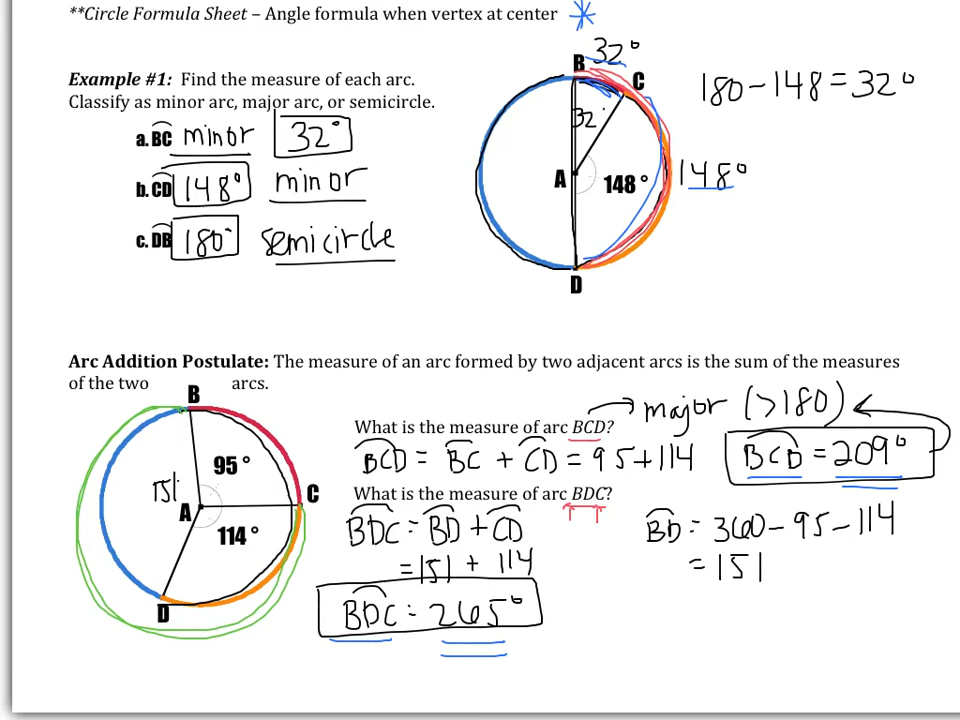 **Circle Formula Sheet – Angle formula when vertex at center *
Example #1: Find the measure of each arc.
Classify as minor arc, major arc, or semicircle.
a. BC minor 32°
b. CD 148° minor
c. DB 180° semicircle
B 32°
C
180 - 148 = 32°
32°
A 148° 148°
D
Arc Addition Postulate: The measure of an arc formed by two adjacent arcs is the sum of the measures
of the two arcs.
B
95°
151
A
C
114°
D
major (>180)
What is the measure of arc BCD?
BCD = BC + CD = 95 + 114
BCD = 209°
What is the measure of arc BDC?
BDC = BD + CD
= 151 + 114
BDC = 265°
BD = 360 - 95 - 114
= 151